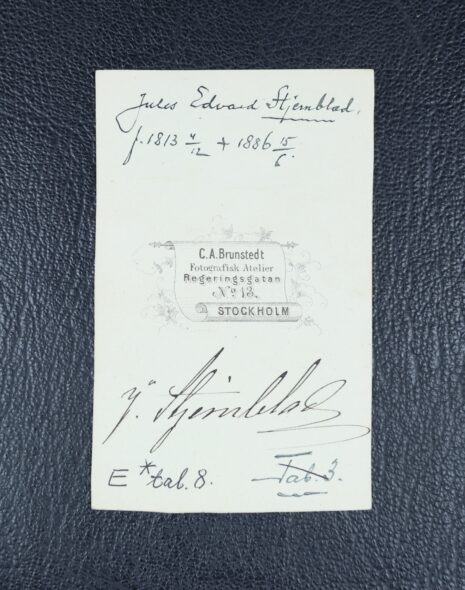 Jules Edvard Stjernblad.
f. 1813 4/12 + 1886 15/6.
C.A. Brunstedt
Fotografisk Atelier
Regeringsgatan
No 13.
STOCKHOLM
J. Stjernblad
E * tab. 8. Tab. 3.